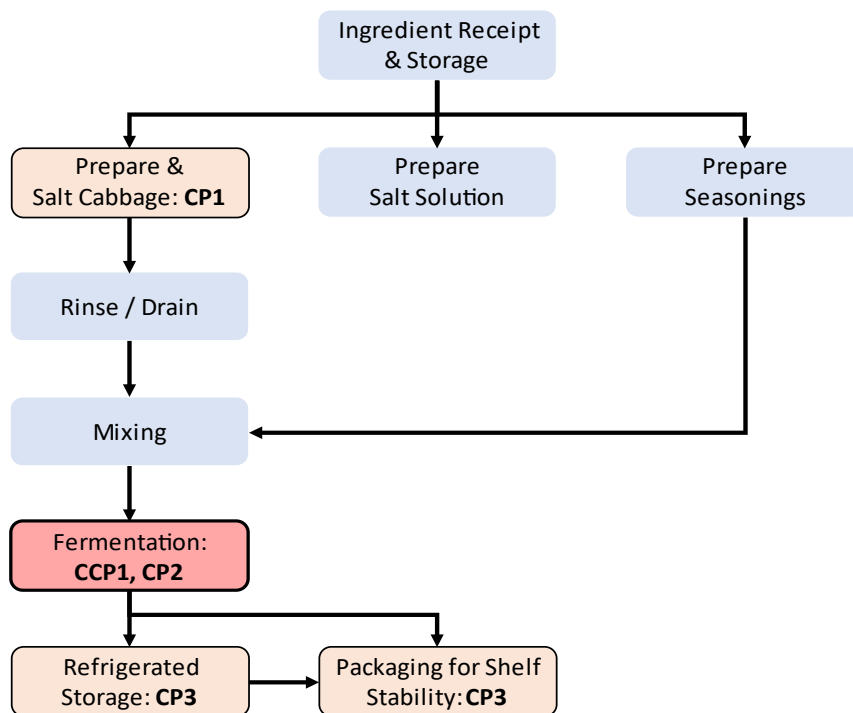 Ingredient Receipt
& Storage
Prepare &
Salt Cabbage: CP1
Prepare
Salt Solution
Prepare
Seasonings
Rinse / Drain
Mixing
Fermentation:
CCP1, CP2
Refrigerated
Storage: CP3
Packaging for Shelf
Stability: CP3